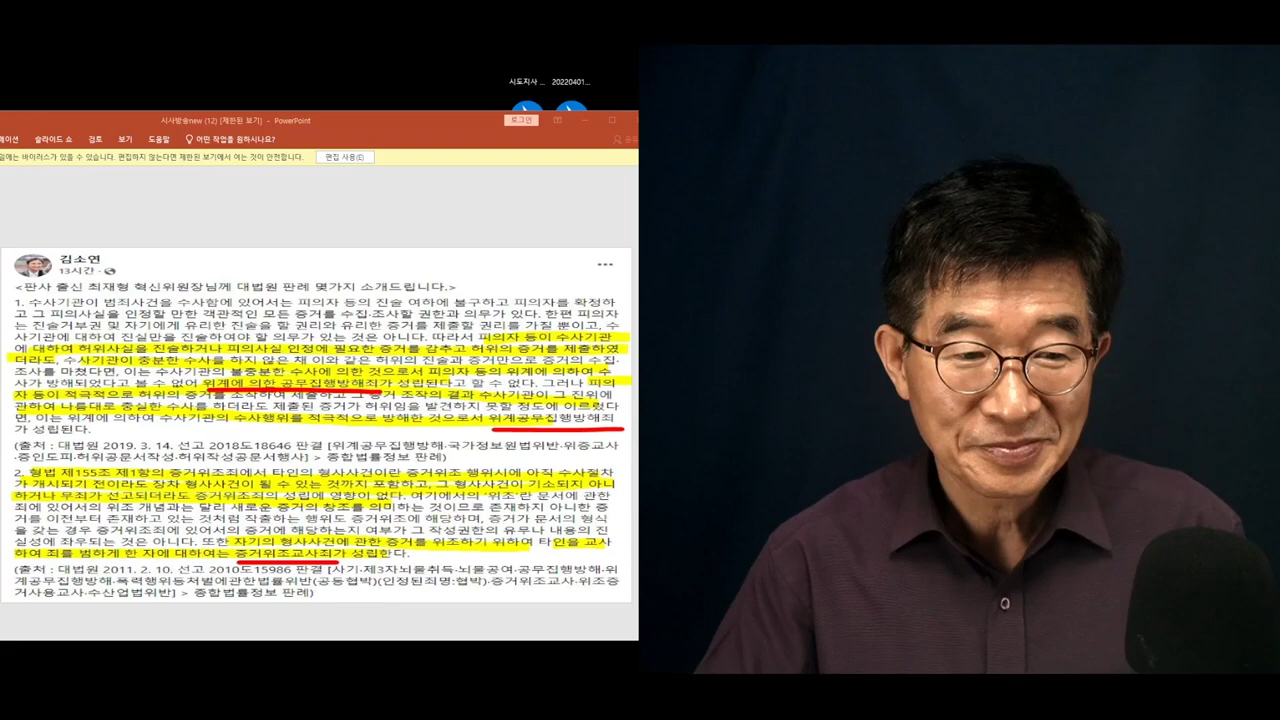 시도지사 ... 20220401...
시사방송new (12) [제한된 보기] - PowerPoint 로그인
슬라이드 쇼 검토 보기 도움말 어떤 작업을 원하시나요?
바이러스가 있을 수 있습니다. 편집하지 않는다면 제한된 보기에서 여는 것이 안전합니다. 편집 사용(E)
김소연
13시간 ·
<판사 출신 최재형 혁신위원장님께 대법원 판례 몇가지 소개드립니다.>
1. 수사기관이 범죄사건을 수사함에 있어서는 피의자 등의 진술 여하에 불구하고 피의자를 확정하
고 그 피의사실을 인정할 만한 객관적인 모든 증거를 수집·조사할 권한과 의무가 있다. 한편 피의자
는 진술거부권 및 자기에게 유리한 진술을 할 권리와 유리한 증거를 제출할 권리를 가질 뿐이고, 수
사기관에 대하여 진실만을 진술하여야 할 의무가 있는 것은 아니다. 따라서 피의자 등이 수사기관
에 대하여 허위사실을 진술하거나 피의사실 인정에 필요한 증거를 감추고 허위의 증거를 제출하였
더라도, 수사기관이 충분한 수사를 하지 않은 채 이와 같은 허위의 진술과 증거만으로 증거의 수집·
조사를 마쳤다면, 이는 수사기관의 불충분한 수사에 의한 것으로서 피의자 등의 위계에 의하여 수
사가 방해되었다고 볼 수 없어 위계에 의한 공무집행방해죄가 성립된다고 할 수 없다. 그러나 피의
자 등이 적극적으로 허위의 증거를 조작하여 제출하고 그 증거 조작의 결과 수사기관이 그 진위에
관하여 나름대로 충실한 수사를 하더라도 제출된 증거가 허위임을 발견하지 못할 정도에 이르렀다
면, 이는 위계에 의하여 수사기관의 수사행위를 적극적으로 방해한 것으로서 위계공무집행방해죄
가 성립된다.
(출처 : 대법원 2019. 3. 14. 선고 2018도18646 판결 [위계공무집행방해·국가정보원법위반·위증교사
·증인도피·허위공문서작성·허위작성공문서행사] > 종합법률정보 판례)
2. 형법 제155조 제1항의 증거위조죄에서 타인의 형사사건이란 증거위조 행위시에 아직 수사절차
가 개시되기 전이라도 장차 형사사건이 될 수 있는 것까지 포함하고, 그 형사사건이 기소되지 아니
하거나 무죄가 선고되더라도 증거위조죄의 성립에 영향이 없다. 여기에서의 '위조'란 문서에 관한
죄에 있어서의 위조 개념과는 달리 새로운 증거의 창조를 의미하는 것이므로 존재하지 아니한 증
거를 이전부터 존재하고 있는 것처럼 작출하는 행위도 증거위조에 해당하며, 증거가 문서의 형식
을 갖는 경우 증거위조죄에 있어서의 증거에 해당하는지 여부가 그 작성권한의 유무나 내용의 진
실성에 좌우되는 것은 아니다. 또한 자기의 형사사건에 관한 증거를 위조하기 위하여 타인을 교사
하여 죄를 범하게 한 자에 대하여는 증거위조교사죄가 성립한다.
(출처 : 대법원 2011. 2. 10. 선고 2010도15986 판결 [사기·제3자뇌물취득·뇌물공여·공무집행방해·위
계공무집행방해·폭력행위등처벌에관한법률위반(공동협박)(인정된죄명:협박)·증거위조교사·위조증
거사용교사·수산업법위반] > 종합법률정보 판례)